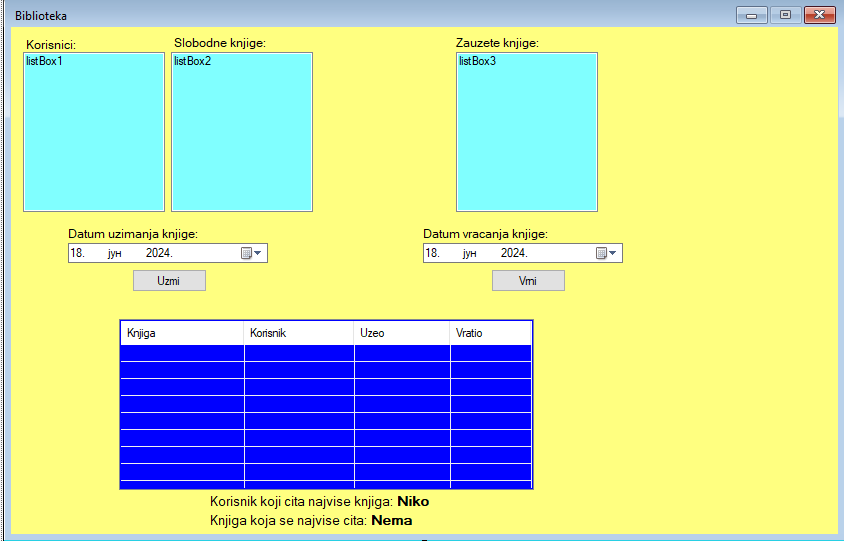 Biblioteka
Korisnici: Slobodne knjige: Zauzete knjige:
listBox1 listBox2 listBox3
Datum uzimanja knjige: Datum vracanja knjige:
18. јун 2024. 18. јун 2024.
Uzmi Vrni
Knjiga Korisnik Uzeo Vratio
Korisnik koji cita najvise knjiga: Niko
Knjiga koja se najvise cita: Nema